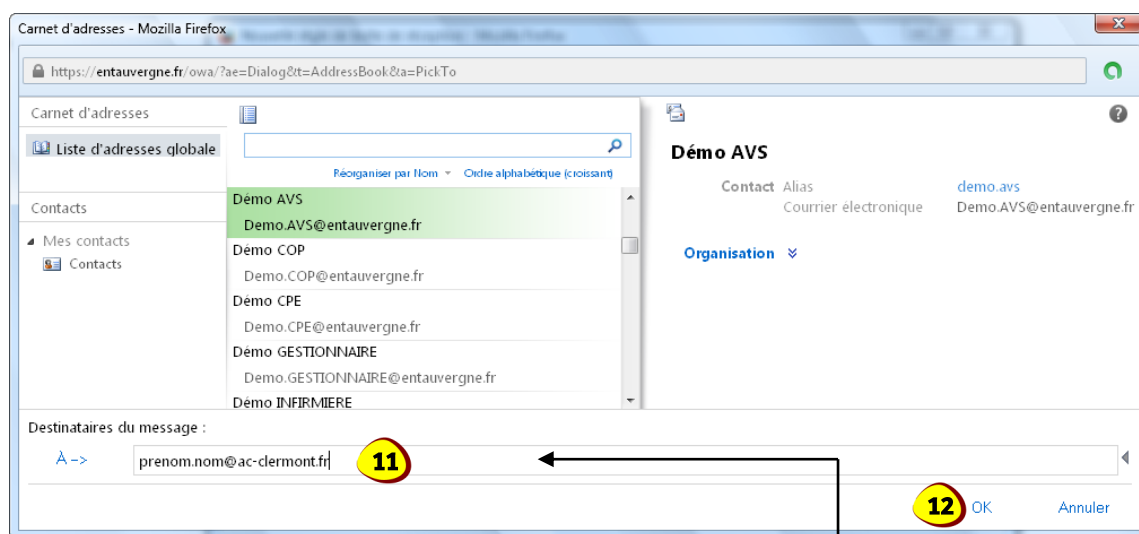 Carnet d'adresses - Mozilla Firefox
https://entauvergne.fr/owa/?ae=Dialog&t=AddressBook&a=PickTo
Carnet d'adresses
Liste d'adresses globale
Contacts
Mes contacts
Contacts
Réorganiser par Nom Ordre alphabétique (croissant)
Démo AVS
Demo.AVS@entauvergne.fr
Démo COP
Demo.COP@entauvergne.fr
Démo CPE
Demo.CPE@entauvergne.fr
Démo GESTIONNAIRE
Demo.GESTIONNAIRE@entauvergne.fr
Démo INFIRMIERE
Démo AVS
Contact Alias demo.avs
Courrier électronique Demo.AVS@entauvergne.fr
Organisation
Destinataires du message :
À -> prenom.nom@ac-clermont.fr 11
12 OK Annuler